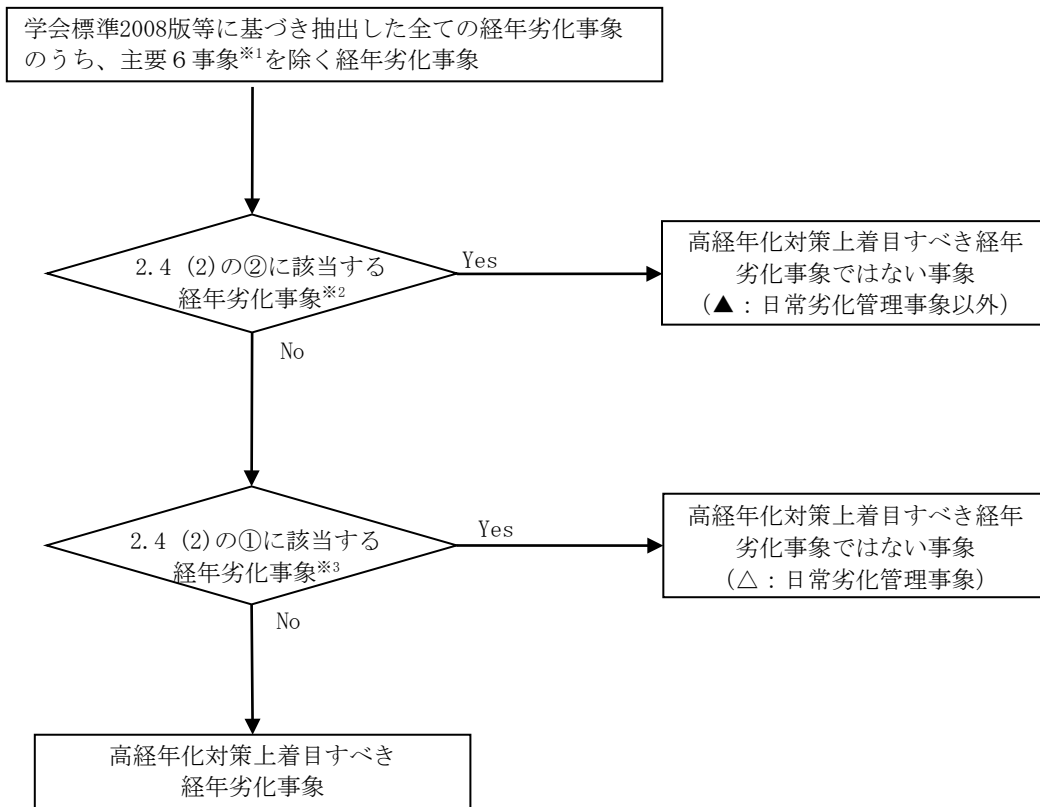 学会標準2008版等に基づき抽出した全ての経年劣化事象
のうち、主要６事象※1を除く経年劣化事象
2.4 (2)の②に該当する
経年劣化事象※2
Yes
高経年化対策上着目すべき経年
劣化事象ではない事象
（▲：日常劣化管理事象以外）
No
2.4 (2)の①に該当する
経年劣化事象※3
Yes
高経年化対策上着目すべき経年
劣化事象ではない事象
（△：日常劣化管理事象）
No
高経年化対策上着目すべき
経年劣化事象